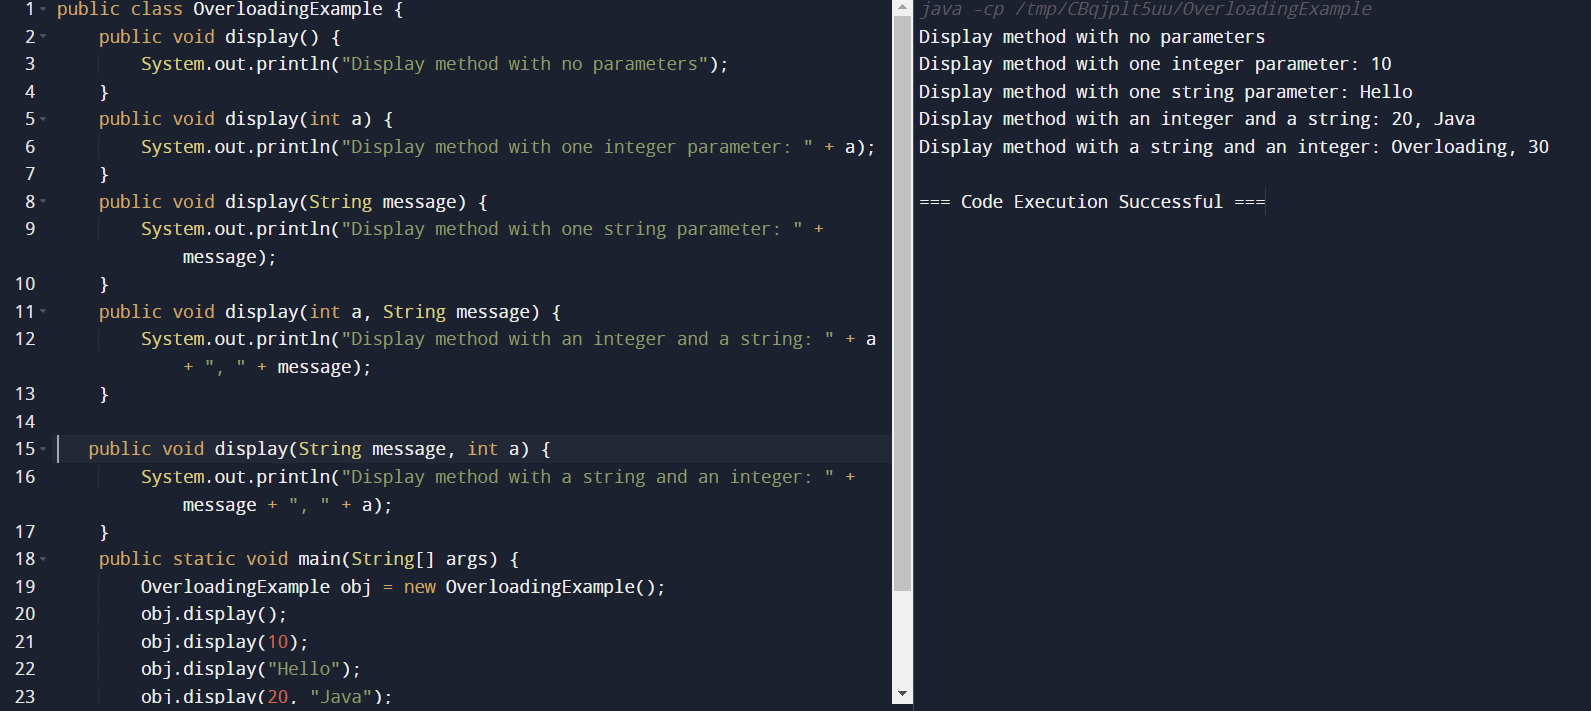 1 public class OverloadingExample {
2 public void display() {
3 System.out.println("Display method with no parameters");
4 }
5 public void display(int a) {
6 System.out.println("Display method with one integer parameter: " + a);
7 }
8 public void display(String message) {
9 System.out.println("Display method with one string parameter: " +
message);
10 }
11 public void display(int a, String message) {
12 System.out.println("Display method with an integer and a string: " + a
+ ", " + message);
13 }
14
15 public void display(String message, int a) {
16 System.out.println("Display method with a string and an integer: " +
message + ", " + a);
17 }
18 public static void main(String[] args) {
19 OverloadingExample obj = new OverloadingExample();
20 obj.display();
21 obj.display(10);
22 obj.display("Hello");
23 obj.display(20, "Java");
java -cp /tmp/CBqjplt5uu/OverloadingExample
Display method with no parameters
Display method with one integer parameter: 10
Display method with one string parameter: Hello
Display method with an integer and a string: 20, Java
Display method with a string and an integer: Overloading, 30
=== Code Execution Successful ===